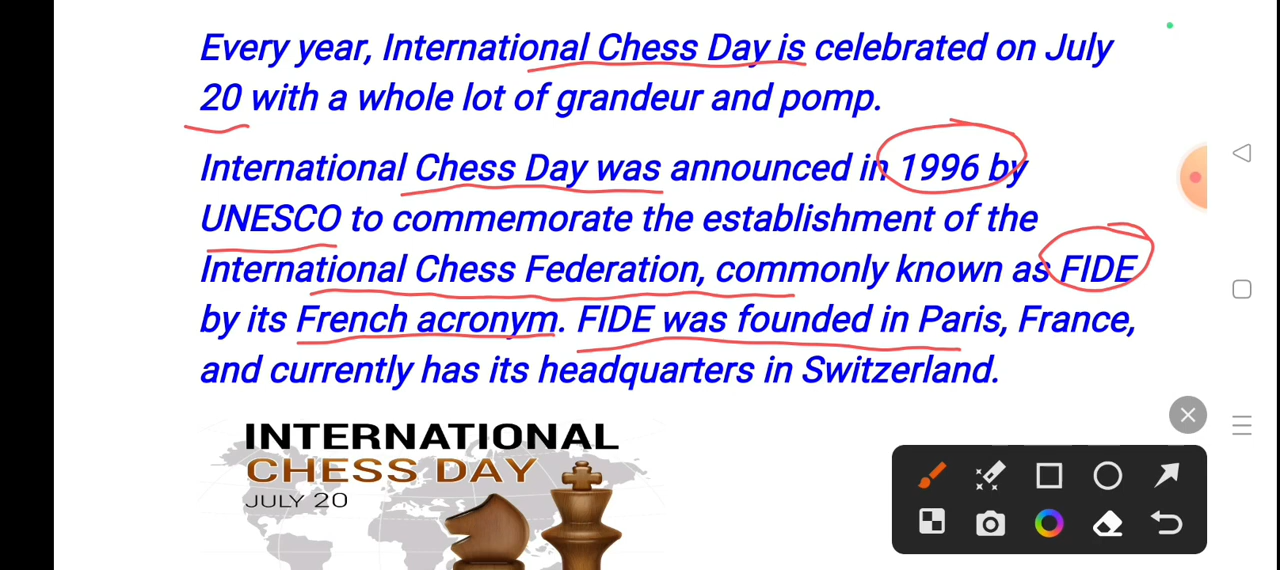 Every year, International Chess Day is celebrated on July
20 with a whole lot of grandeur and pomp.
International Chess Day was announced in 1996 by
UNESCO to commemorate the establishment of the
International Chess Federation, commonly known as FIDE
by its French acronym. FIDE was founded in Paris, France,
and currently has its headquarters in Switzerland.
INTERNATIONAL
CHESS DAY
JULY 20